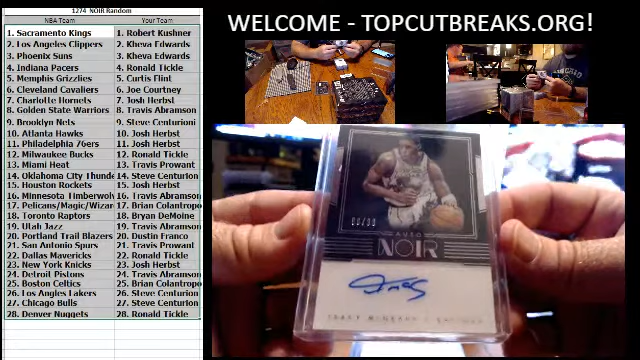 1274 NOIR Random
NBA Team Your Team
1. Sacramento Kings 1. Robert Kushner
2. Los Angeles Clippers 2. Kheva Edwards
3. Phoenix Suns 3. Kheva Edwards
4. Indiana Pacers 4. Ronald Tickle
5. Memphis Grizzlies 5. Curtis Flint
6. Cleveland Cavaliers 6. Joe Courtney
7. Charlotte Hornets 7. Josh Herbst
8. Golden State Warriors 8. Travis Abramson
9. Brooklyn Nets 9. Steve Centurioni
10. Atlanta Hawks 10. Josh Herbst
11. Philadelphia 76ers 11. Josh Herbst
12. Milwaukee Bucks 12. Ronald Tickle
13. Miami Heat 13. Travis Prowant
14. Oklahoma City Thunde 14. Steve Centurion
15. Houston Rockets 15. Josh Herbst
16. Minnesota Timberwolv 16. Travis Abramson
17. Pelicans/Magic/Wizar 17. Brian Colantropo
18. Toronto Raptors 18. Bryan DeMoine
19. Utah Jazz 19. Travis Abramson
20. Portland Trail Blazers 20. Dustin Franco
21. San Antonio Spurs 21. Travis Prowant
22. Dallas Mavericks 22. Ronald Tickle
23. New York Knicks 23. Josh Herbst
24. Detroit Pistons 24. Travis Abramson
25. Boston Celtics 25. Brian Colantropo
26. Los Angeles Lakers 26. Steve Centurion
27. Chicago Bulls 27. Steve Centurion
28. Denver Nuggets 28. Ronald Tickle
WELCOME - TOPCUTBREAKS.ORG!
AUTO
NOIR